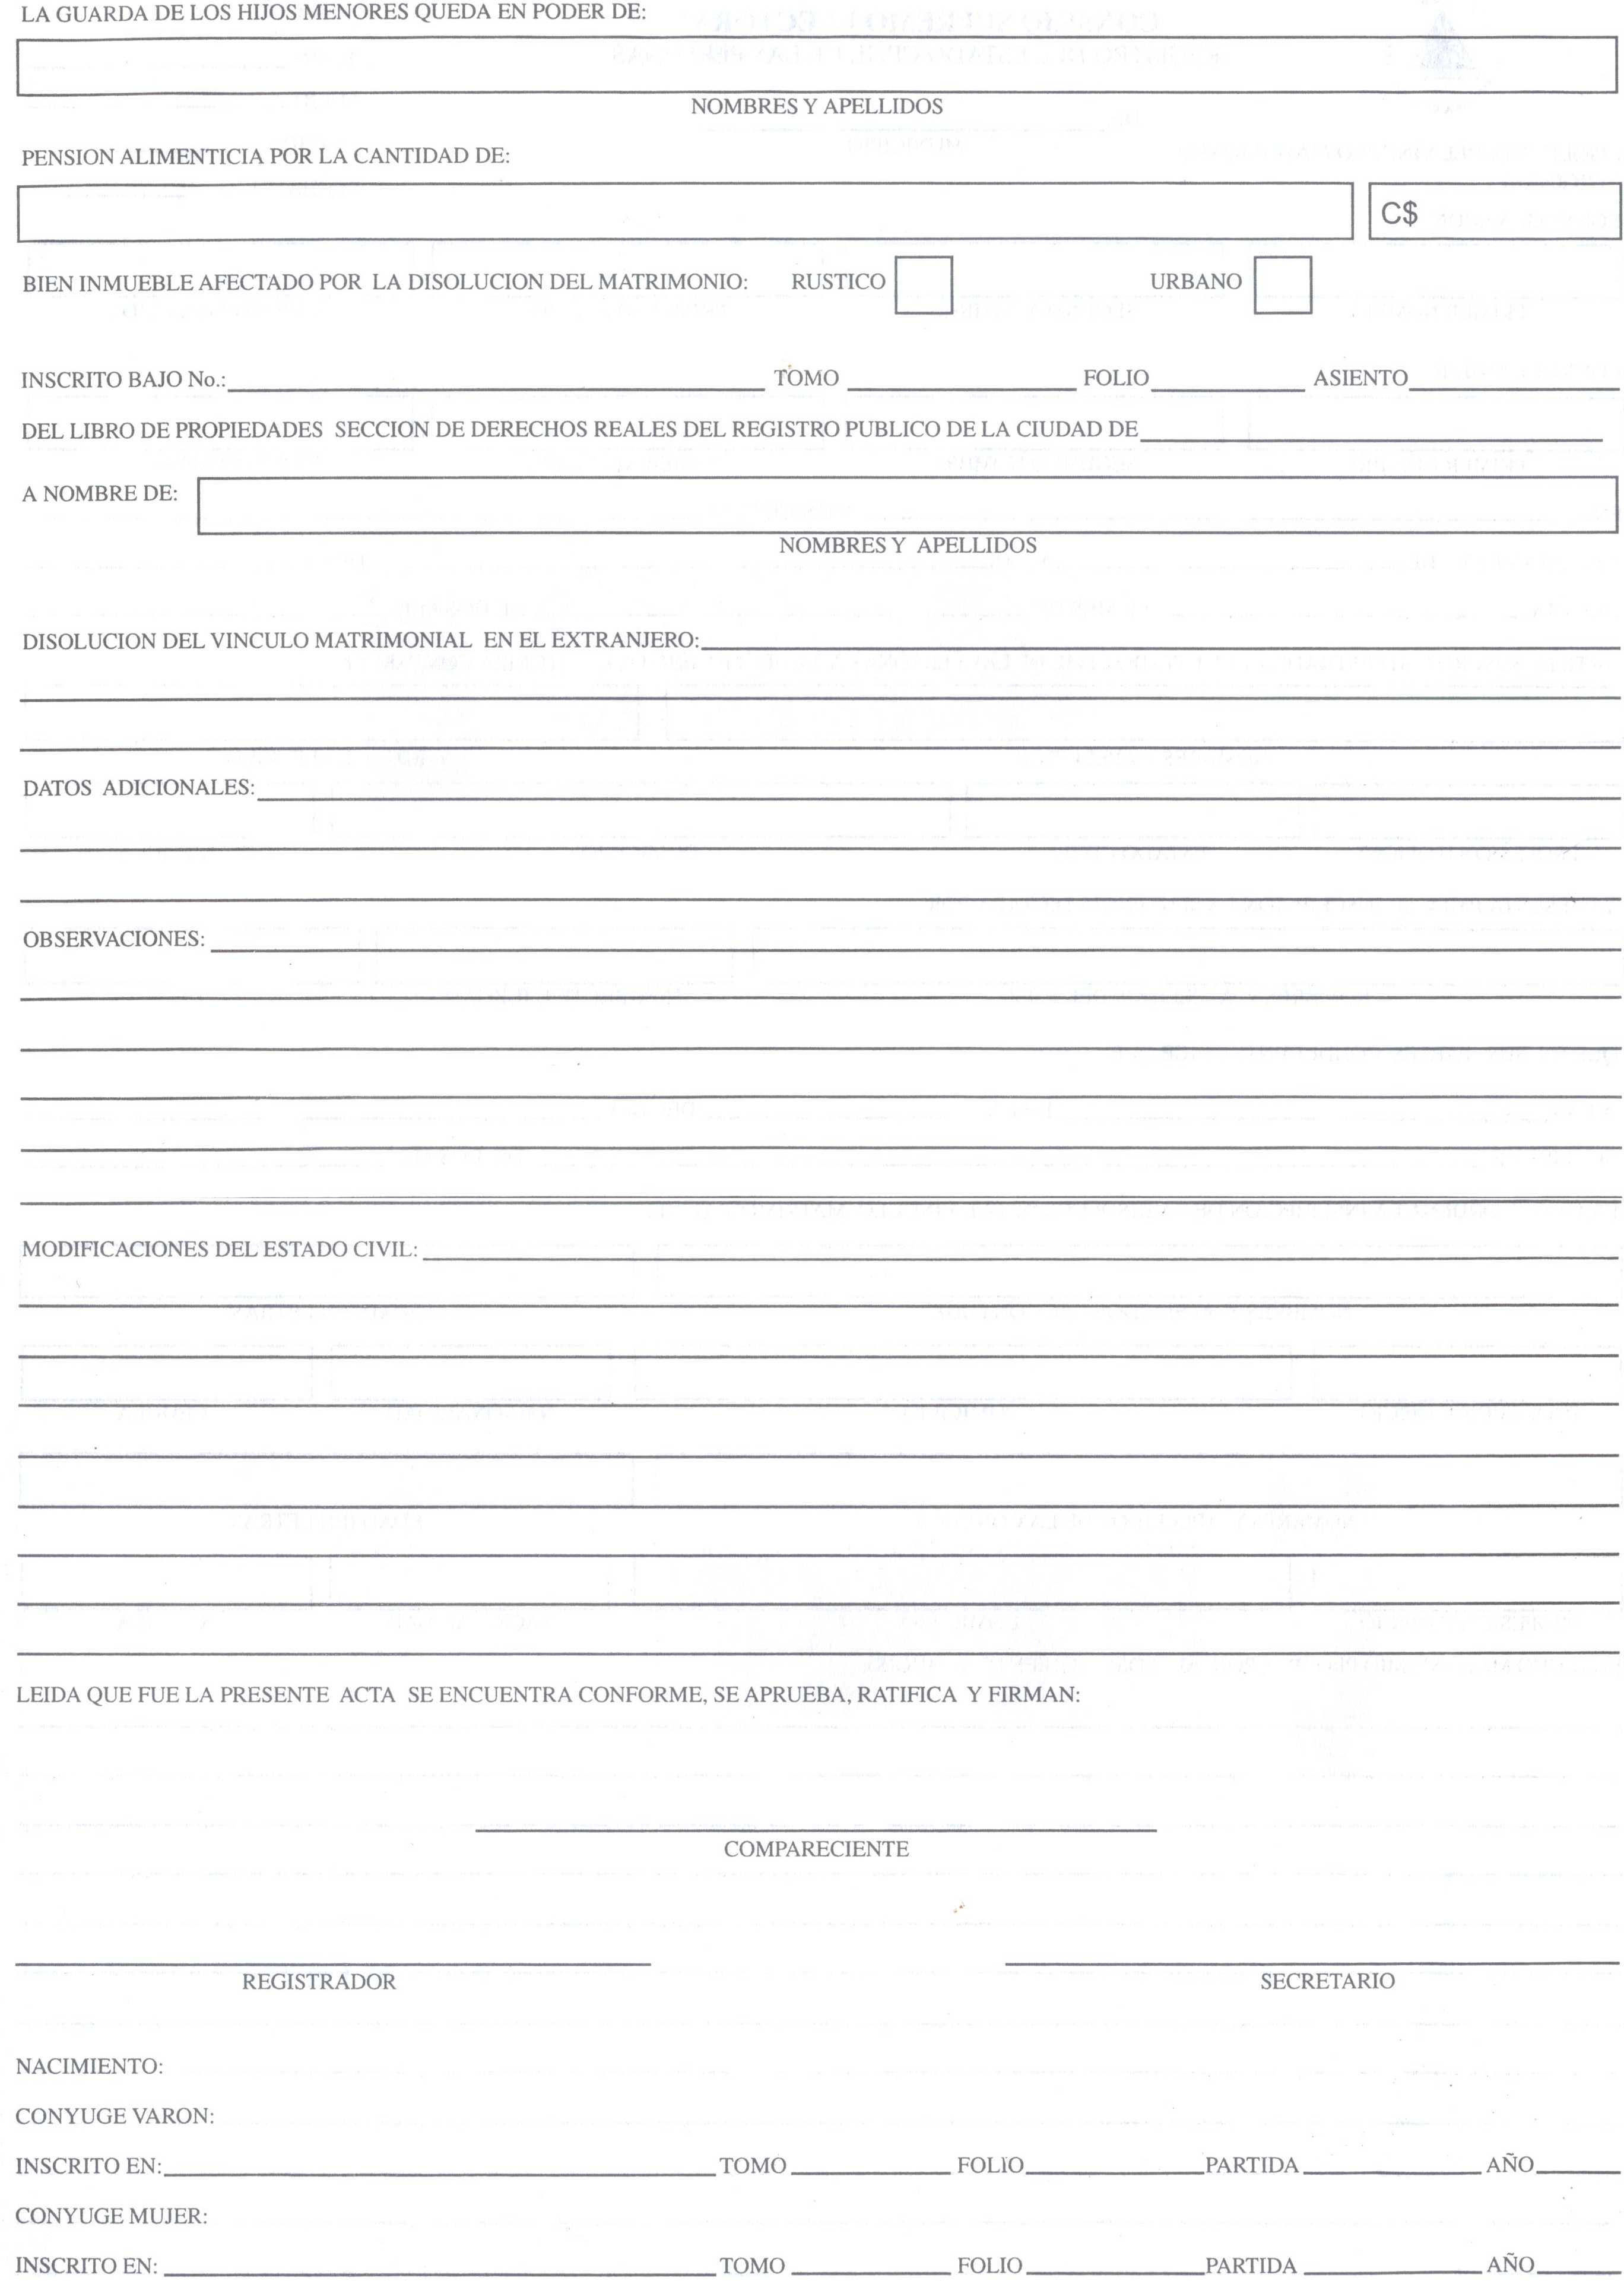 LA GUARDA DE LOS HIJOS MENORES QUEDA EN PODER DE:
NOMBRES Y APELLIDOS
PENSION ALIMENTICIA POR LA CANTIDAD DE:
C$
BIEN INMUEBLE AFECTADO POR LA DISOLUCION DEL MATRIMONIO: RUSTICO URBANO
INSCRITO BAJO No.: TOMO FOLIO ASIENTO
DEL LIBRO DE PROPIEDADES SECCION DE DERECHOS REALES DEL REGISTRO PUBLICO DE LA CIUDAD DE
A NOMBRE DE:
NOMBRES Y APELLIDOS
DISOLUCION DEL VINCULO MATRIMONIAL EN EL EXTRANJERO:
DATOS ADICIONALES:
OBSERVACIONES:
MODIFICACIONES DEL ESTADO CIVIL:
LEIDA QUE FUE LA PRESENTE ACTA SE ENCUENTRA CONFORME, SE APRUEBA, RATIFICA Y FIRMAN:
COMPARECIENTE
REGISTRADOR SECRETARIO
NACIMIENTO:
CONYUGE VARON:
INSCRITO EN: TOMO FOLIO PARTIDA AÑO
CONYUGE MUJER:
INSCRITO EN: TOMO FOLIO PARTIDA AÑO